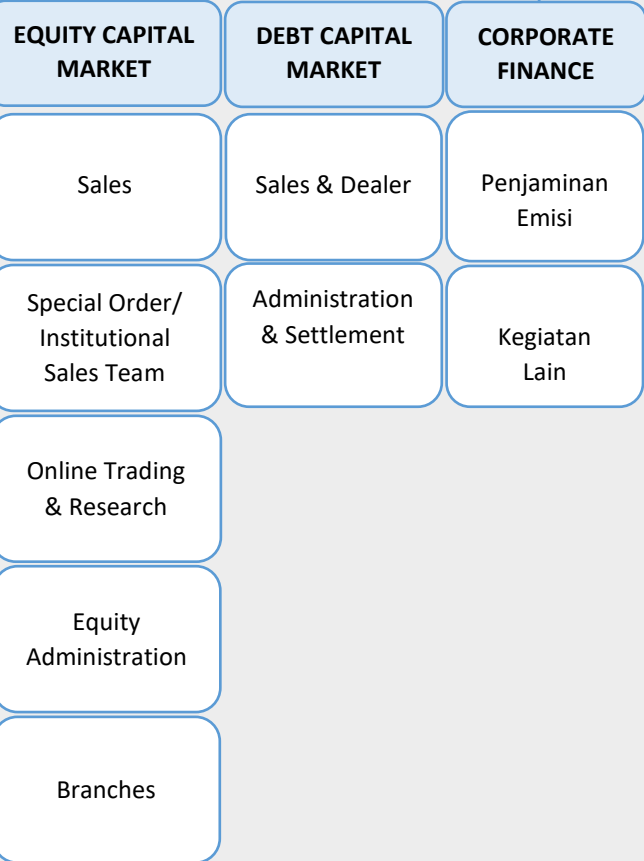 EQUITY CAPITAL
MARKET
DEBT CAPITAL
MARKET
CORPORATE
FINANCE
Sales
Sales & Dealer
Penjaminan
Emisi
Special Order/
Institutional
Sales Team
Administration
& Settlement
Kegiatan
Lain
Online Trading
& Research
Equity
Administration
Branches